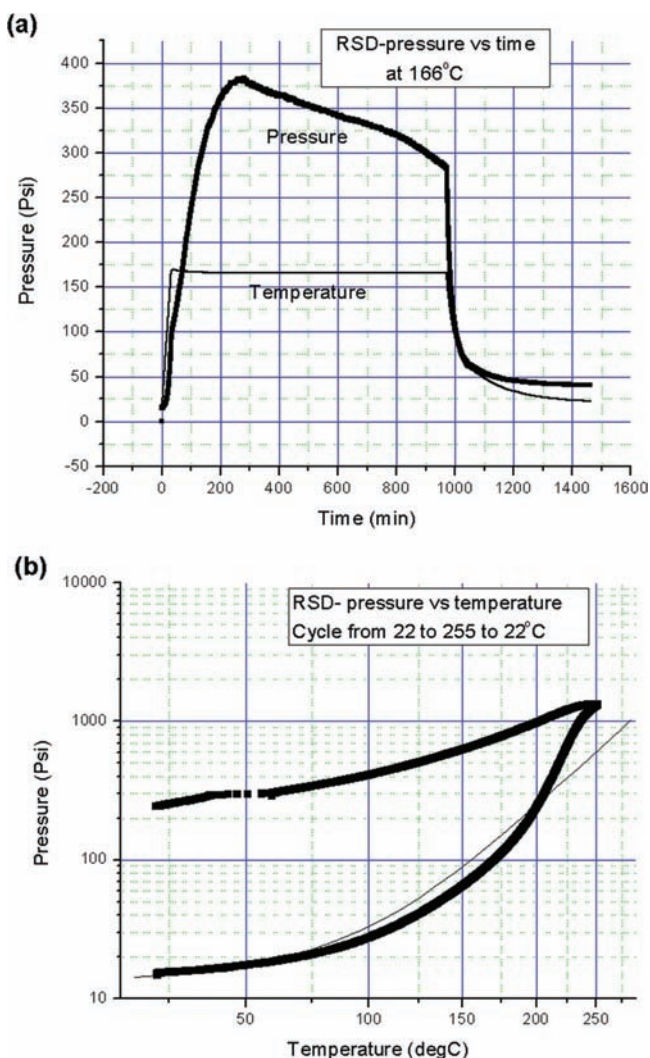 (a)
RSD-pressure vs time
at 166°C
Pressure (Psi)
400
350
300
250
200
150
100
50
0
-50
Pressure
Temperature
-200 0 200 400 600 800 1000 1200 1400 1600
Time (min)
(b)
RSD- pressure vs temperature
Cycle from 22 to 255 to 22°C
Pressure (Psi)
10000
1000
100
10
50 100 150 200 250
Temperature (degC)